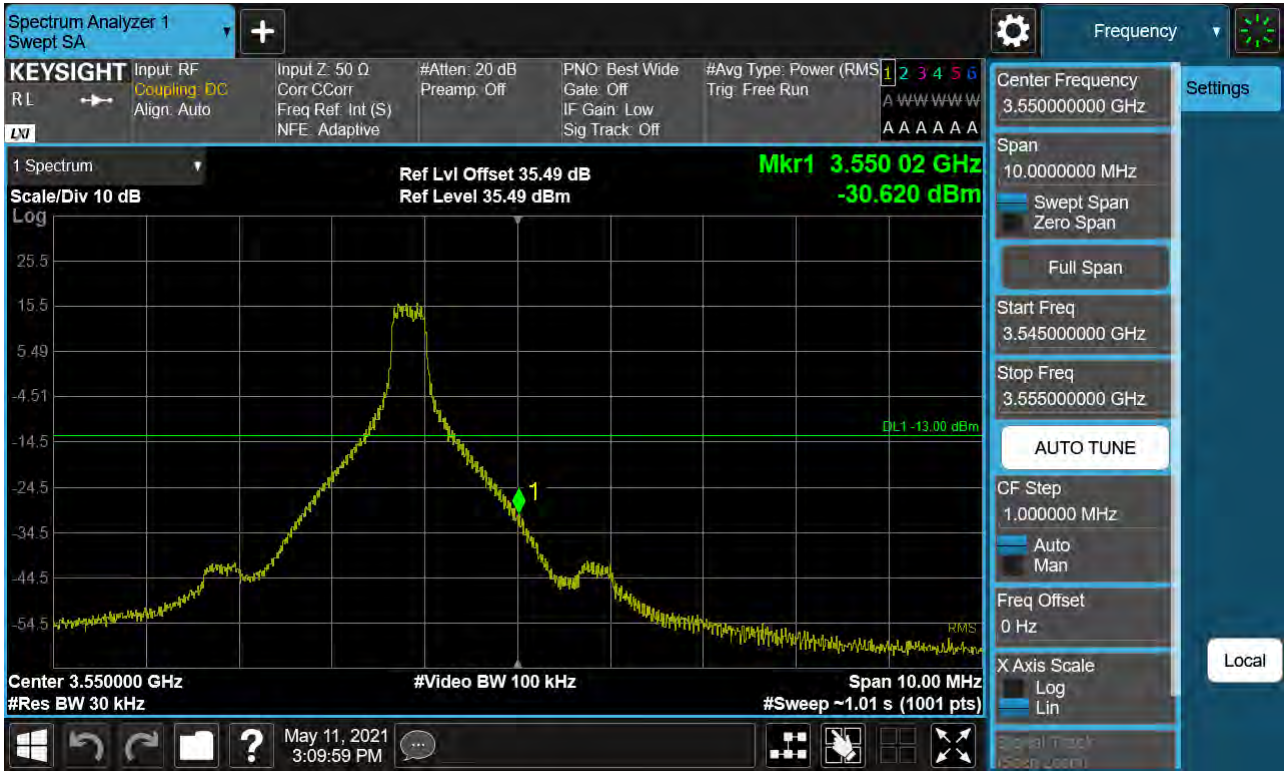 Spectrum Analyzer 1
Swept SA
+
Frequency
KEYSIGHT
RL
LXI
Input: RF
Coupling: DC
Align: Auto
Input Z: 50 Ω
Corr CCorr
Freq Ref: Int (S)
NFE: Adaptive
#Atten: 20 dB
Preamp: Off
PNO: Best Wide
Gate: Off
IF Gain: Low
Sig Track: Off
#Avg Type: Power (RMS
Trig: Free Run
1 2 3 4 5 6
A W W W W W
A A A A A A
1 Spectrum
Scale/Div 10 dB
Log
Ref Lvl Offset 35.49 dB
Ref Level 35.49 dBm
Mkr1 3.550 02 GHz
-30.620 dBm
25.5
15.5
5.49
-4.51
-14.5
-24.5
-34.5
-44.5
-54.5
DL1 -13.00 dBm
1
RMS
Center 3.550000 GHz
#Res BW 30 kHz
#Video BW 100 kHz
Span 10.00 MHz
#Sweep ~1.01 s (1001 pts)
Center Frequency
3.550000000 GHz
Span
10.0000000 MHz
Swept Span
Zero Span
Full Span
Start Freq
3.545000000 GHz
Stop Freq
3.555000000 GHz
AUTO TUNE
CF Step
1.000000 MHz
Auto
Man
Freq Offset
0 Hz
X Axis Scale
Log
Lin
Signal Track
(Span Zoom)
Settings
Local
?
May 11, 2021
3:09:59 PM